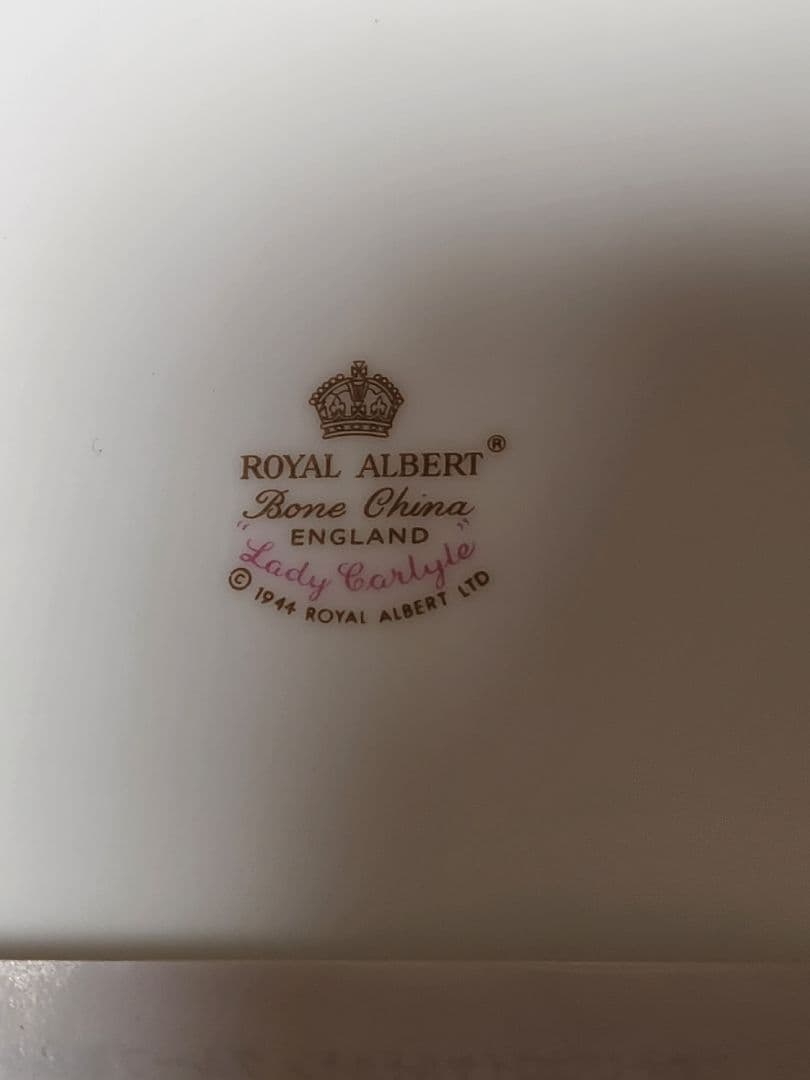 ROYAL ALBERT®
Bone China
ENGLAND
"Lady Carlyle"
© 1944 ROYAL ALBERT LTD